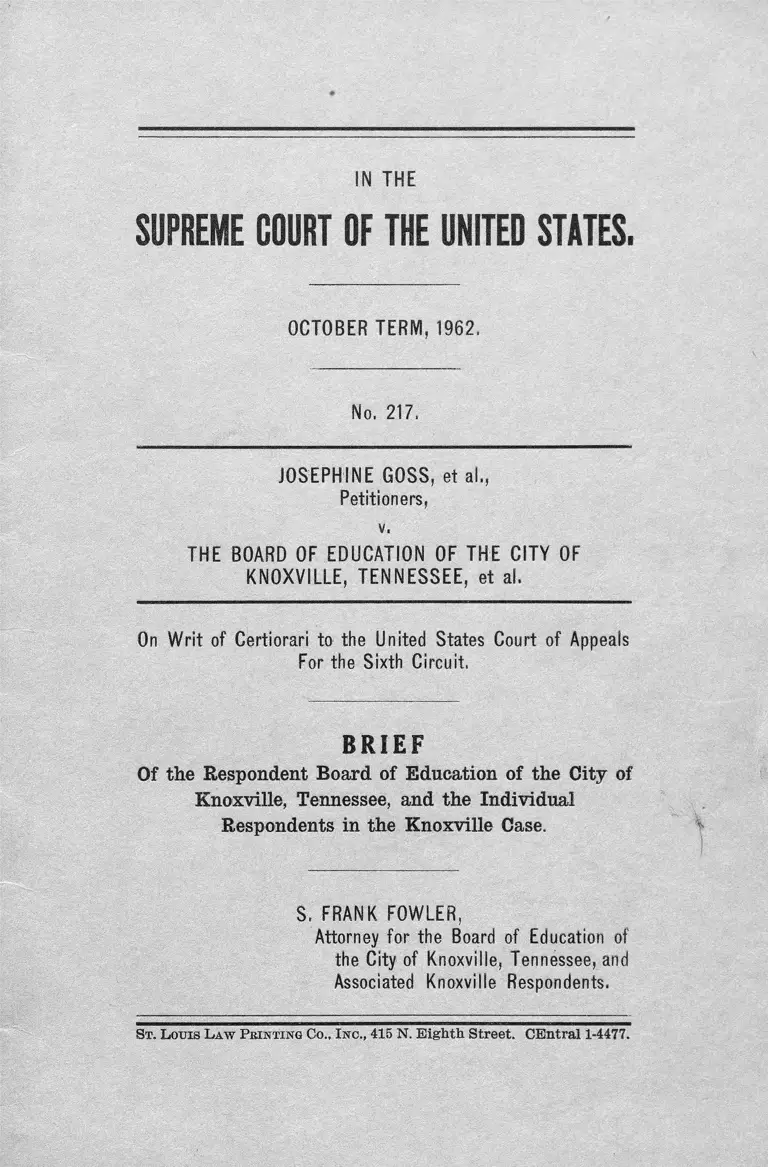 IN THE
SUPREME COURT OF THE UNITED STATES.
OCTOBER TERM, 1962.
No. 217.
JOSEPHINE GOSS, et al.,
Petitioners,
v.
THE BOARD OF EDUCATION OF THE CITY OF
KNOXVILLE, TENNESSEE, et al.
On Writ of Certiorari to the United States Court of Appeals
For the Sixth Circuit.
BRIEF
Of the Respondent Board of Education of the City of
Knoxville, Tennessee, and the Individual
Respondents in the Knoxville Case.
S. FRANK FOWLER,
Attorney for the Board of Education of
the City of Knoxville, Tennessee, and
Associated Knoxville Respondents.
ST. LOUIS LAW PRINTING CO., INC., 415 N. Eighth Street. CEntral 1-4477.